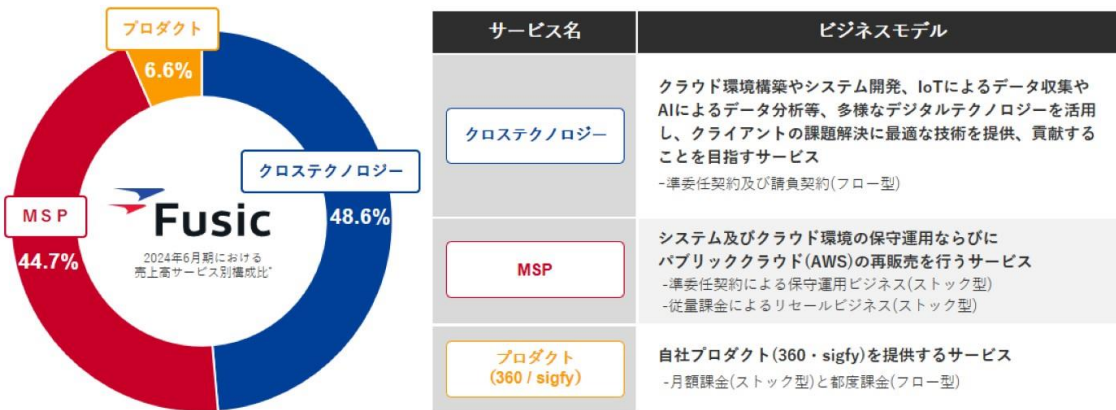 プロダクト
6.6%
クロステクノロジー
48.6%
MSP
44.7%
Fusic
2024年6月期における
売上高サービス別構成比*
サービス名
ビジネスモデル
クロステクノロジー
クラウド環境構築やシステム開発、IoTによるデータ収集や
AIによるデータ分析等、多様なデジタルテクノロジーを活用
し、クライアントの課題解決に最適な技術を提供、貢献する
ことを目指すサービス
-準委任契約及び請負契約(フロー型)
MSP
システム及びクラウド環境の保守運用ならびに
パブリッククラウド(AWS)の再販売を行うサービス
-準委任契約による保守運用ビジネス(ストック型)
-従量課金によるリセールビジネス(ストック型)
プロダクト
(360 / sigfy)
自社プロダクト(360・sigfy)を提供するサービス
-月額課金(ストック型)と都度課金(フロー型)